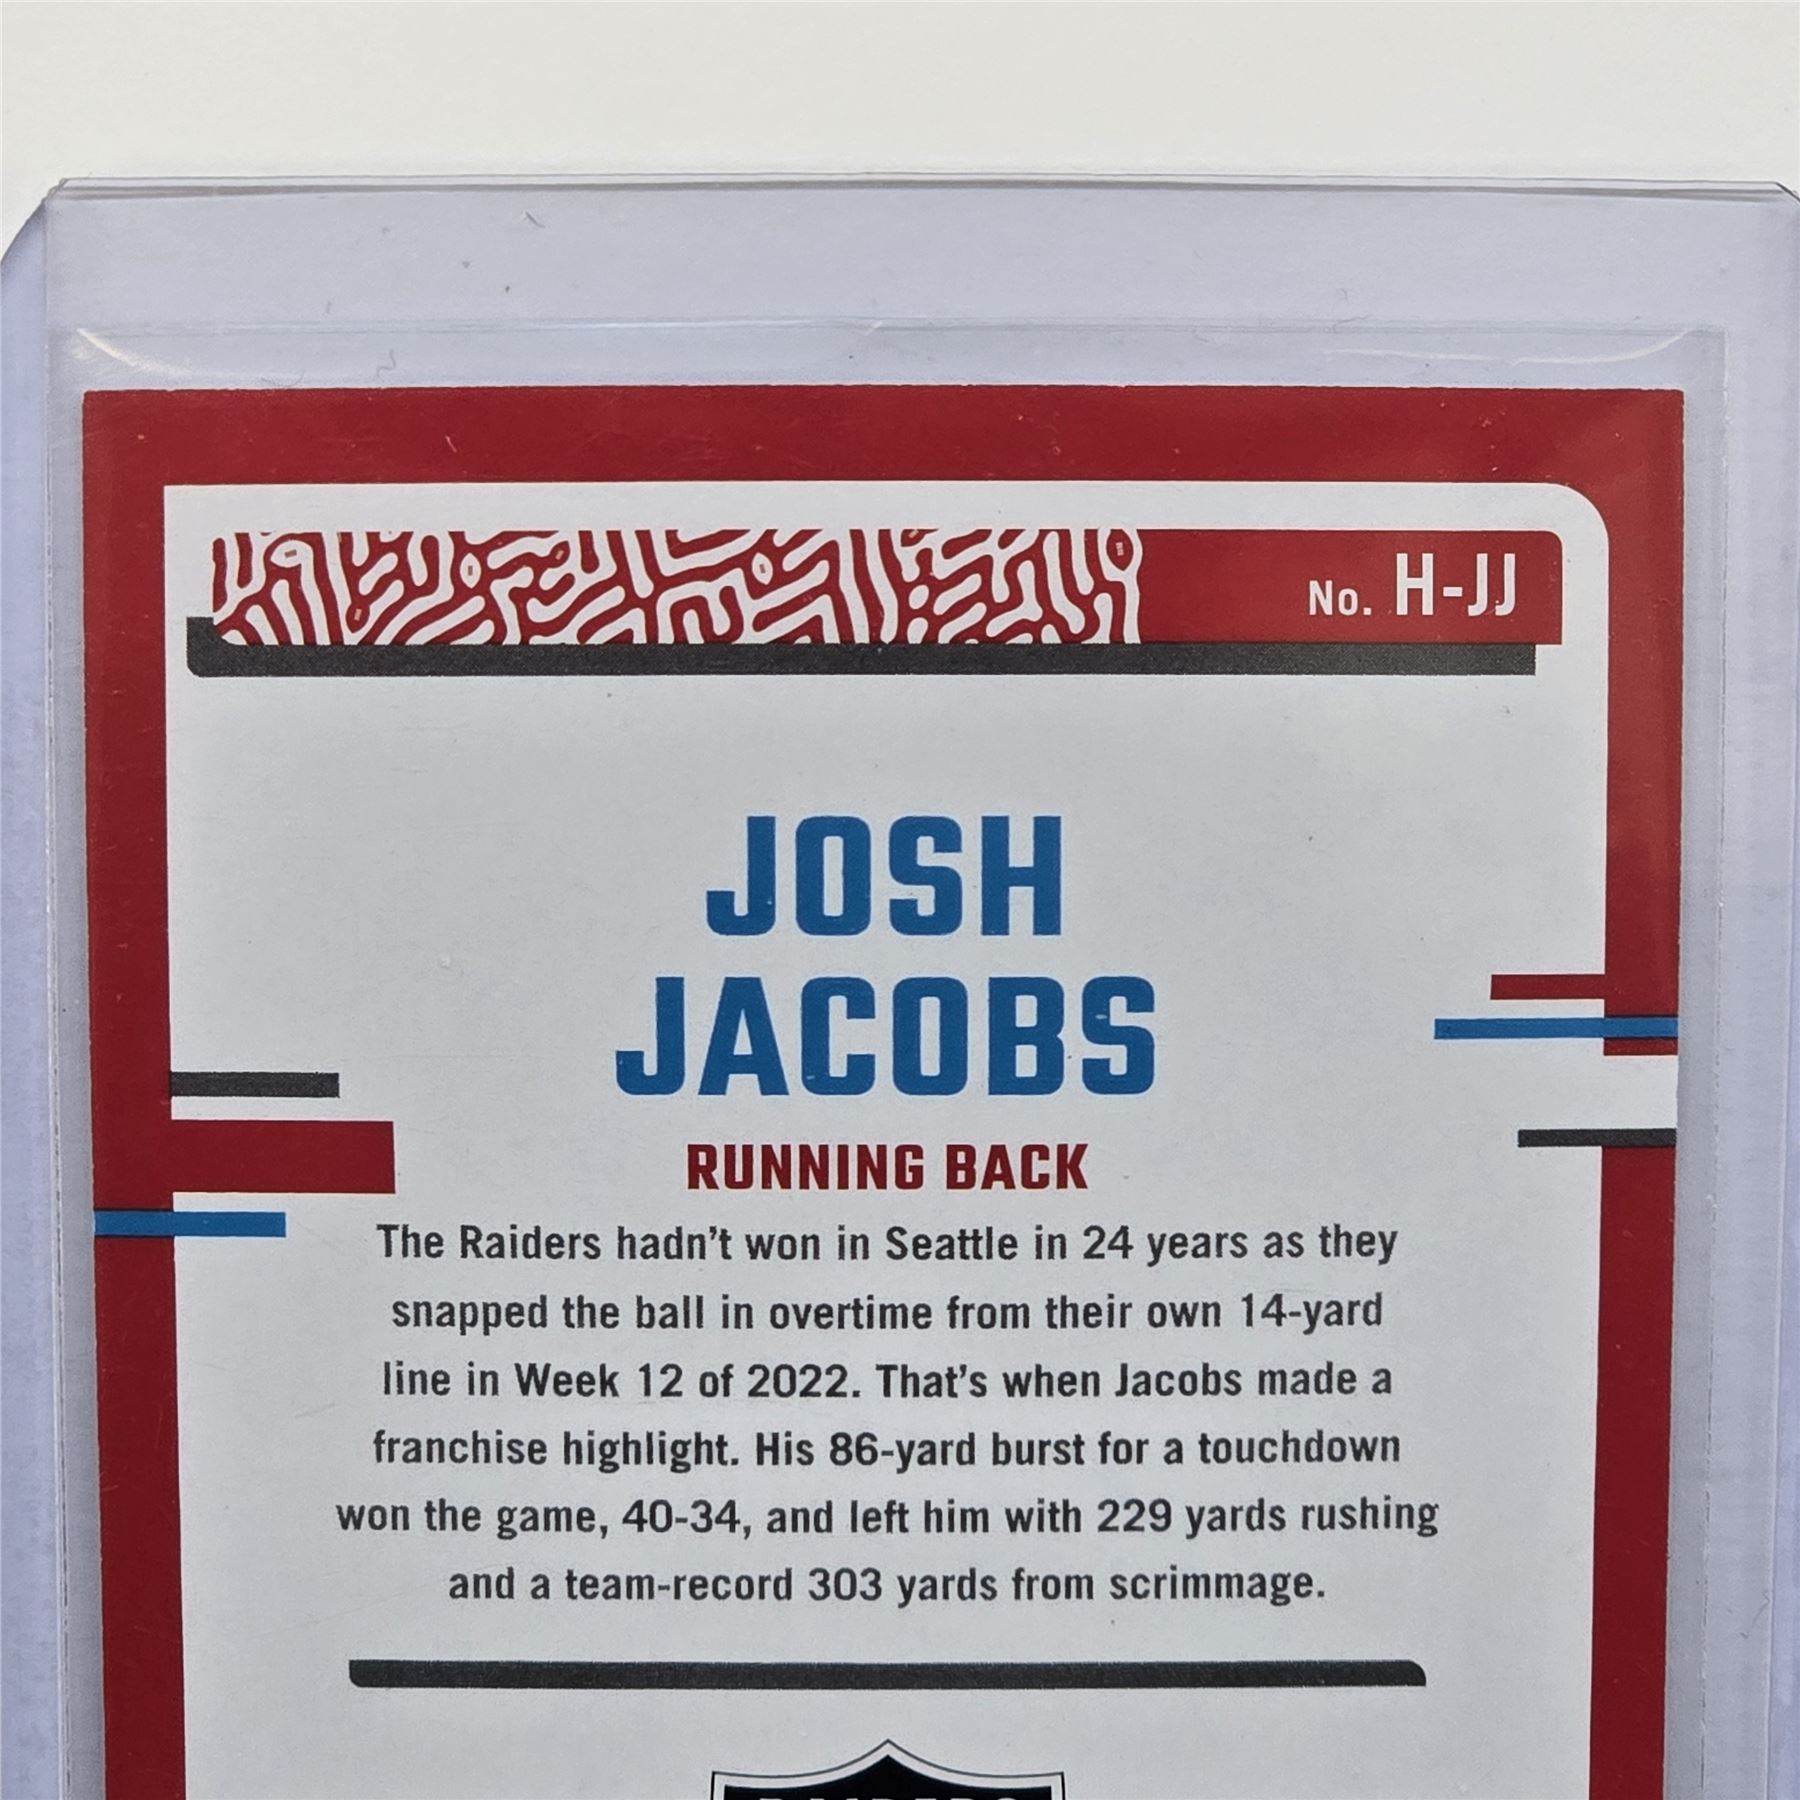 No. H-JJ
JOSH
JACOBS
RUNNING BACK
The Raiders hadn't won in Seattle in 24 years as they
snapped the ball in overtime from their own 14-yard
line in Week 12 of 2022. That's when Jacobs made a
franchise highlight. His 86-yard burst for a touchdown
won the game, 40-34, and left him with 229 yards rushing
and a team-record 303 yards from scrimmage.